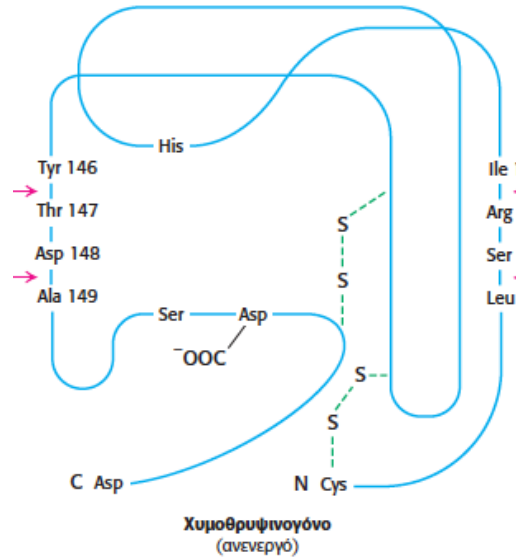 His
Tyr 146
Thr 147
Asp 148
Ala 149
Ile
Arg
Ser
Leu
S
S
Ser
Asp
⁻OOC
S
S
C Asp
N Cys
Χυμοθρυψινογόνο
(ανενεργό)